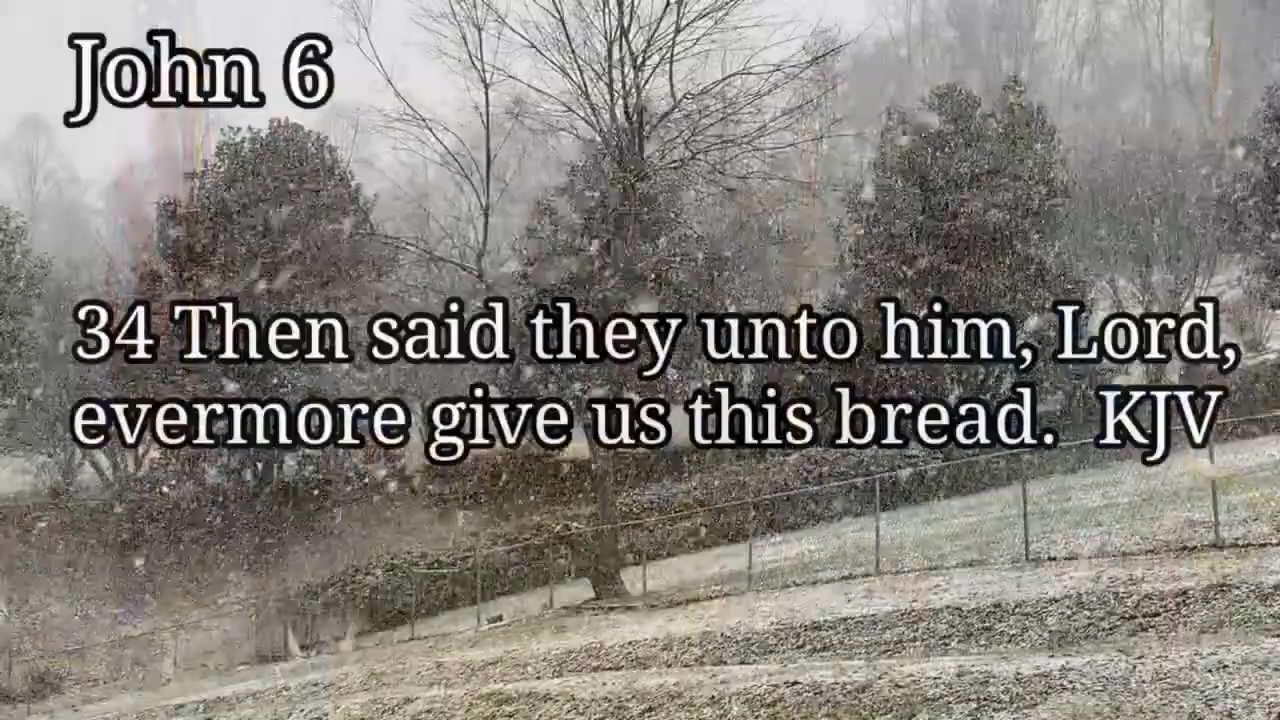 John 6
34 Then said they unto him, Lord,
evermore give us this bread.  KJV